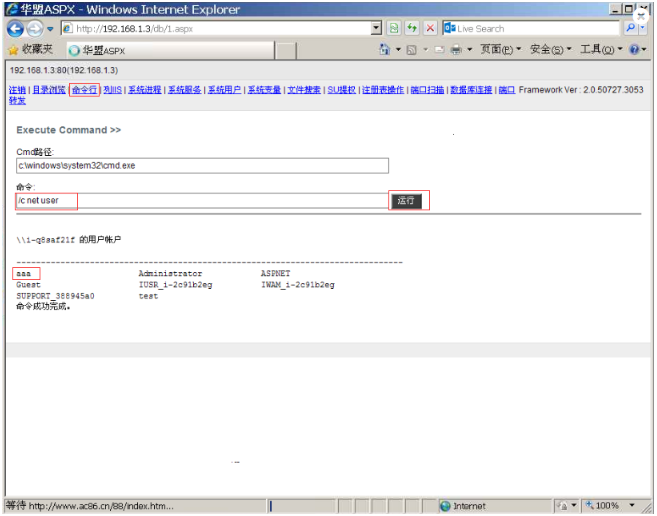 华盟ASPX - Windows Internet Explorer
http://192.168.1.3/db/1.aspx
Live Search
收藏夹
华盟ASPX
页面(P)
安全(S)
工具(O)
192.168.1.3:80(192.168.1.3)
注销 | 目录浏览 | 命令行 | 列IIS | 系统进程 | 系统服务 | 系统用户 | 系统变量 | 文件搜索 | SU提权 | 注册表操作 | 端口扫描 | 数据库连接 | 端口 Framework Ver : 2.0.50727.3053
转发
Execute Command >>
Cmd路径:
c:\windows\system32\cmd.exe
命令:
/c net user
运行
\\i-q8saf21f 的用户帐户
-------------------------------------------------------------------------------
aaa Administrator ASPNET
Guest IUSR_i-2c91b2eg IWAM_i-2c91b2eg
SUPPORT_388945a0 test
命令成功完成。
等待 http://www.ac86.cn/88/index.htm...
Internet
100%